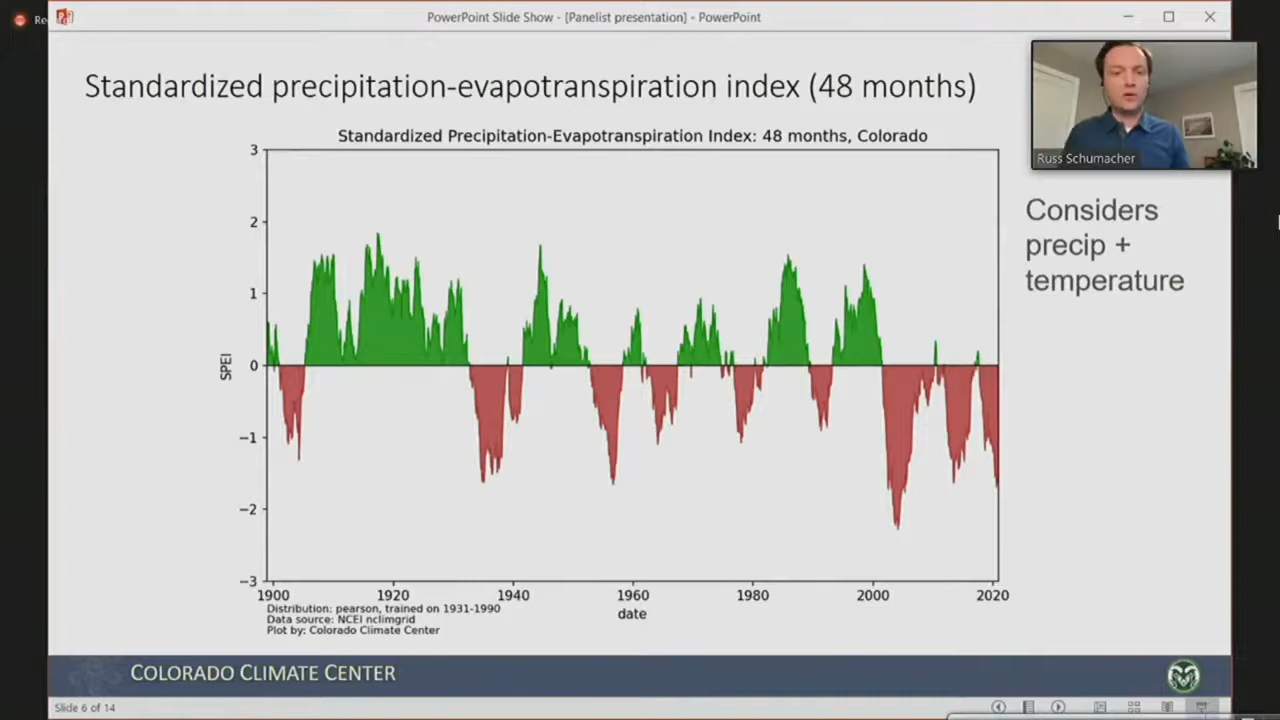 PowerPoint Slide Show - [Panelist presentation] - PowerPoint
Standardized precipitation-evapotranspiration index (48 months)
Russ Schumacher
Considers
precip +
temperature
Standardized Precipitation-Evapotranspiration Index: 48 months, Colorado
3
2
1
0
−1
−2
−3
SPEI
1900 1920 1940 1960 1980 2000 2020
date
Distribution: pearson, trained on 1931-1990
Data source: NCEI nclimgrid
Plot by: Colorado Climate Center
COLORADO CLIMATE CENTER
Slide 6 of 14